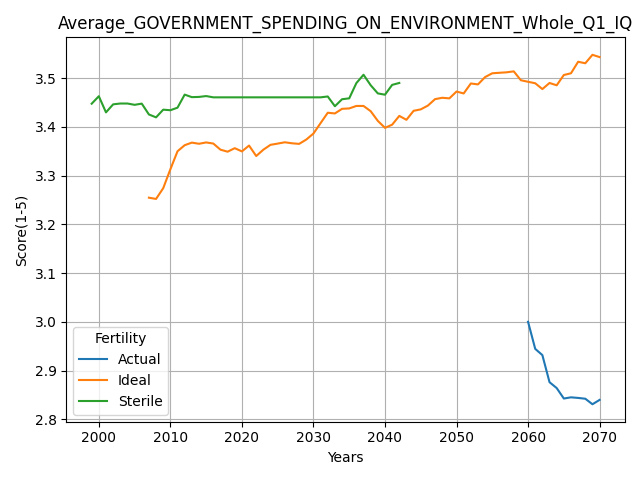 Average_GOVERNMENT_SPENDING_ON_ENVIRONMENT_Whole_Q1_IQ
Score(1-5)
3.5
3.4
3.3
3.2
3.1
3.0
2.9
2.8
Fertility
Actual
Ideal
Sterile
2000 2010 2020 2030 2040 2050 2060 2070
Years